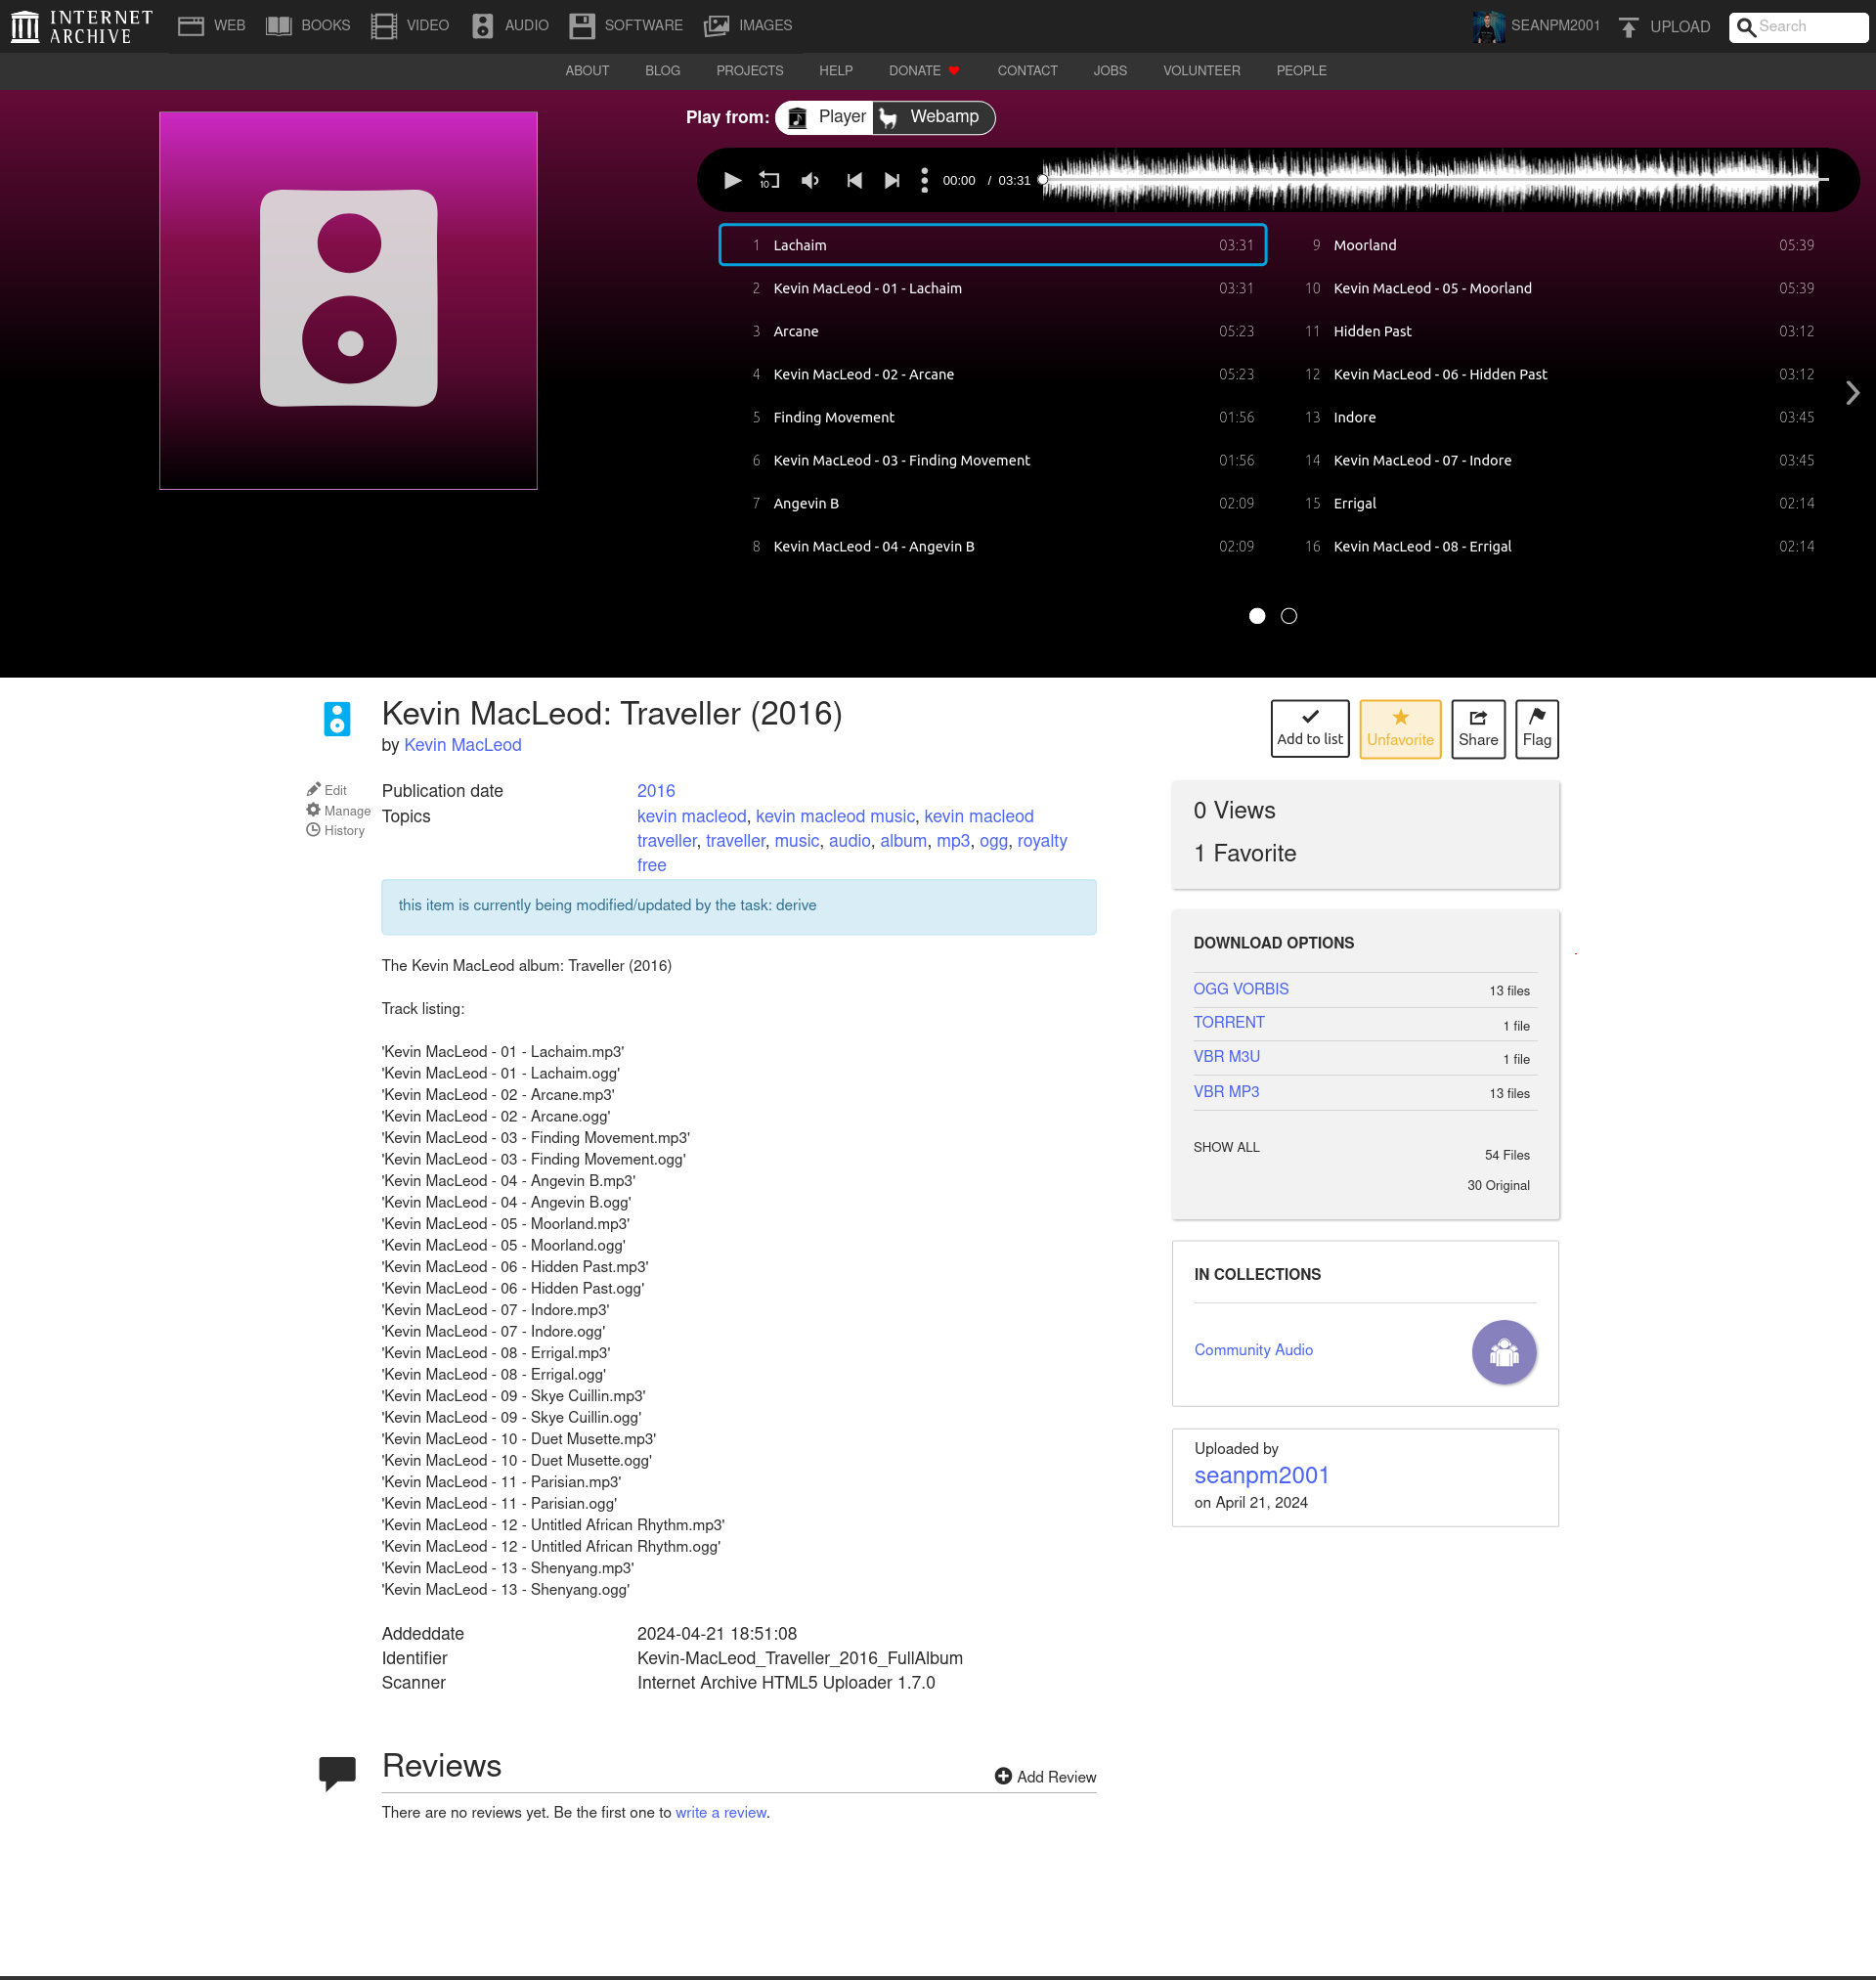 INTERNET
ARCHIVE
WEB
BOOKS
VIDEO
AUDIO
SOFTWARE
IMAGES
SEANPM2001
UPLOAD
Search
ABOUT
BLOG
PROJECTS
HELP
DONATE
CONTACT
JOBS
VOLUNTEER
PEOPLE
Play from:
Player
Webamp
10
00:00 / 03:31
1 Lachaim 03:31
2 Kevin MacLeod - 01 - Lachaim 03:31
3 Arcane 05:23
4 Kevin MacLeod - 02 - Arcane 05:23
5 Finding Movement 01:56
6 Kevin MacLeod - 03 - Finding Movement 01:56
7 Angevin B 02:09
8 Kevin MacLeod - 04 - Angevin B 02:09
9 Moorland 05:39
10 Kevin MacLeod - 05 - Moorland 05:39
11 Hidden Past 03:12
12 Kevin MacLeod - 06 - Hidden Past 03:12
13 Indore 03:45
14 Kevin MacLeod - 07 - Indore 03:45
15 Errigal 02:14
16 Kevin MacLeod - 08 - Errigal 02:14
Kevin MacLeod: Traveller (2016)
by Kevin MacLeod
Edit
Manage
History
Publication date 2016
Topics kevin macleod, kevin macleod music, kevin macleod
traveller, traveller, music, audio, album, mp3, ogg, royalty
free
this item is currently being modified/updated by the task: derive
The Kevin MacLeod album: Traveller (2016)
Track listing:
'Kevin MacLeod - 01 - Lachaim.mp3'
'Kevin MacLeod - 01 - Lachaim.ogg'
'Kevin MacLeod - 02 - Arcane.mp3'
'Kevin MacLeod - 02 - Arcane.ogg'
'Kevin MacLeod - 03 - Finding Movement.mp3'
'Kevin MacLeod - 03 - Finding Movement.ogg'
'Kevin MacLeod - 04 - Angevin B.mp3'
'Kevin MacLeod - 04 - Angevin B.ogg'
'Kevin MacLeod - 05 - Moorland.mp3'
'Kevin MacLeod - 05 - Moorland.ogg'
'Kevin MacLeod - 06 - Hidden Past.mp3'
'Kevin MacLeod - 06 - Hidden Past.ogg'
'Kevin MacLeod - 07 - Indore.mp3'
'Kevin MacLeod - 07 - Indore.ogg'
'Kevin MacLeod - 08 - Errigal.mp3'
'Kevin MacLeod - 08 - Errigal.ogg'
'Kevin MacLeod - 09 - Skye Cuillin.mp3'
'Kevin MacLeod - 09 - Skye Cuillin.ogg'
'Kevin MacLeod - 10 - Duet Musette.mp3'
'Kevin MacLeod - 10 - Duet Musette.ogg'
'Kevin MacLeod - 11 - Parisian.mp3'
'Kevin MacLeod - 11 - Parisian.ogg'
'Kevin MacLeod - 12 - Untitled African Rhythm.mp3'
'Kevin MacLeod - 12 - Untitled African Rhythm.ogg'
'Kevin MacLeod - 13 - Shenyang.mp3'
'Kevin MacLeod - 13 - Shenyang.ogg'
Addeddate 2024-04-21 18:51:08
Identifier Kevin-MacLeod_Traveller_2016_FullAlbum
Scanner Internet Archive HTML5 Uploader 1.7.0
Reviews
Add Review
There are no reviews yet. Be the first one to write a review.
Add to list
Unfavorite
Share
Flag
0 Views
1 Favorite
DOWNLOAD OPTIONS
OGG VORBIS 13 files
TORRENT 1 file
VBR M3U 1 file
VBR MP3 13 files
SHOW ALL 54 Files
30 Original
IN COLLECTIONS
Community Audio
Uploaded by
seanpm2001
on April 21, 2024